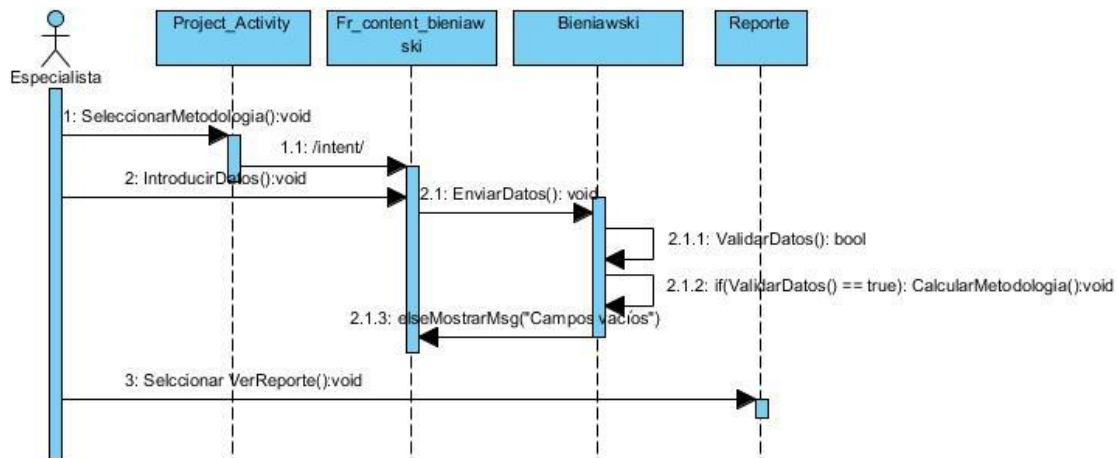 Project_Activity
Fr_content_bieniaw
ski
Bieniawski
Reporte
Especialista
1: SeleccionarMetodologia():void
1.1: /intent/
2: IntroducirDatos():void
2.1: EnviarDatos(): void
2.1.1: ValidarDatos(): bool
2.1.2: if(ValidarDatos() == true): CalcularMetodologia():void
2.1.3: elseMostrarMsg("Campos vacíos")
3: Selccionar VerReporte():void